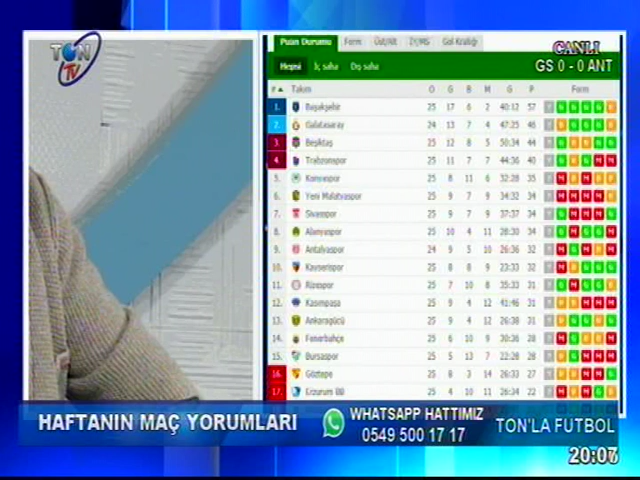 TON TV
CANLI
GS 0 - 0 ANT
Puan Durumu Form Üst/Alt İY/MS Gol Krallığı
Hepsi İç saha Dış saha
# Takım O G B M G P Form
1. Başakşehir 25 17 6 2 40:12 57
2. Galatasaray 24 13 7 4 47:25 46
3. Beşiktaş 25 12 8 5 50:34 44
4. Trabzonspor 25 11 7 7 44:36 40
5. Konyaspor 25 8 11 6 32:28 35
6. Yeni Malatyaspor 25 9 7 9 34:32 34
7. Sivasspor 25 9 7 9 37:37 34
8. Alanyaspor 25 10 4 11 28:30 34
9. Antalyaspor 24 9 5 10 26:36 32
10. Kayserispor 25 8 8 9 23:33 32
11. Rizespor 25 7 10 8 35:33 31
12. Kasımpaşa 25 9 4 12 41:46 31
13. Ankaragücü 25 9 4 12 26:38 31
14. Fenerbahçe 25 6 10 9 30:36 28
15. Bursaspor 25 5 13 7 22:28 28
16. Göztepe 25 8 3 14 26:33 27
17. Erzurum BB 25 4 10 11 26:34 22
HAFTANIN MAÇ YORUMLARI
WHATSAPP HATTIMIZ
0549 500 17 17
TON'LA FUTBOL